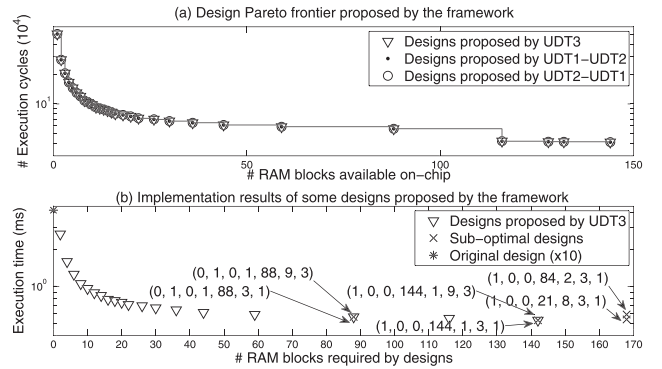 (a) Design Pareto frontier proposed by the framework
# Execution cycles (10^4)
10^1
Designs proposed by UDT3
Designs proposed by UDT1−UDT2
Designs proposed by UDT2−UDT1
0 50 100 150
# RAM blocks available on−chip
(b) Implementation results of some designs proposed by the framework
Execution time (ms)
10^0
Designs proposed by UDT3
Sub−optimal designs
Original design (x10)
(0, 1, 0, 1, 88, 9, 3)
(0, 1, 0, 1, 88, 3, 1)
(1, 0, 0, 144, 1, 9, 3)
(1, 0, 0, 144, 1, 3, 1)
(1, 0, 0, 84, 2, 3, 1)
(1, 0, 0, 21, 8, 3, 1)
0 10 20 30 40 50 60 70 80 90 100 110 120 130 140 150 160 170
# RAM blocks required by designs